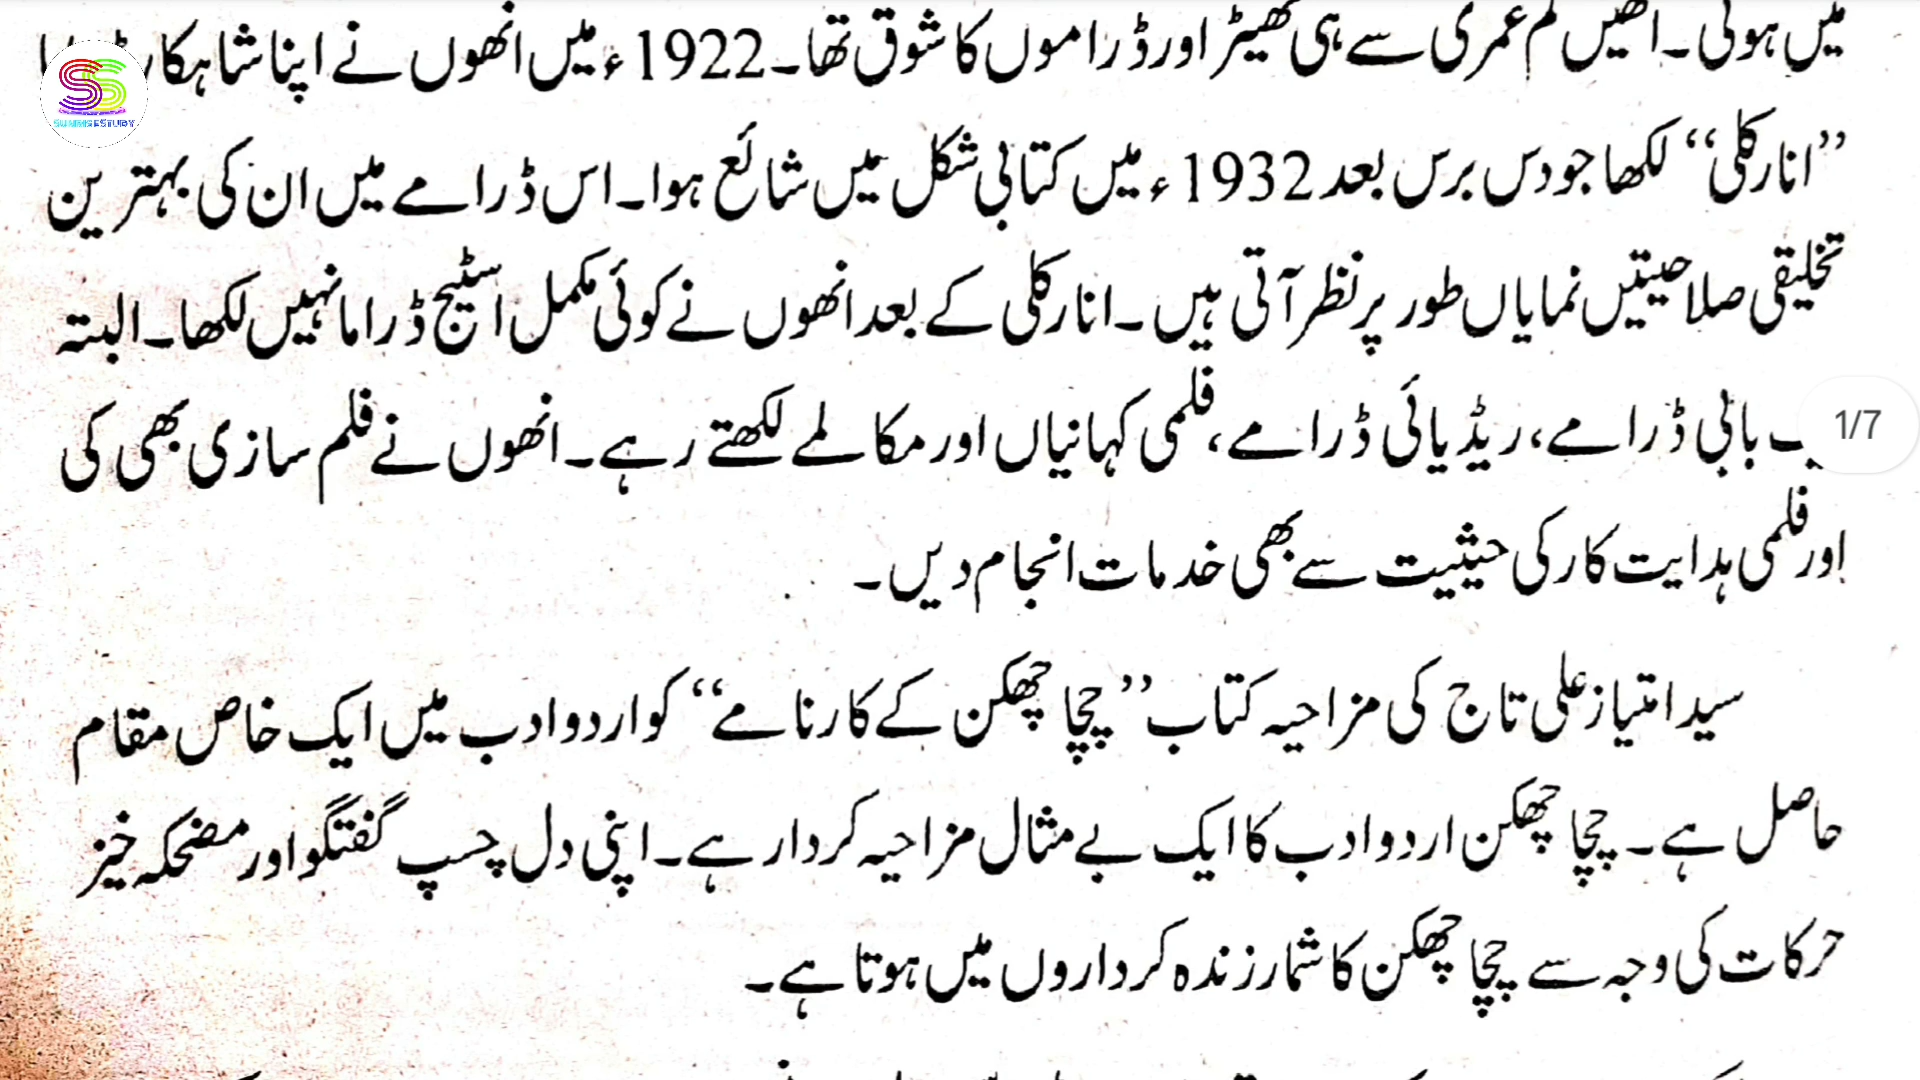 میں ہوئی۔ انھیں کم عمری سے ہی تھیٹر اور ڈراموں کا شوق تھا۔ 1922ء میں انھوں نے اپنا شاہکار
’’انارکلی‘‘ لکھا جو دس برس بعد 1932ء میں کتابی شکل میں شائع ہوا۔ اس ڈرامے میں ان کی بہترین
تخلیقی صلاحیتیں نمایاں طور پر نظر آتی ہیں۔ انارکلی کے بعد انھوں نے کوئی مکمل اسٹیج ڈراما نہیں لکھا۔ البتہ
بابی ڈرامے، ریڈیائی ڈرامے، فلمی کہانیاں اور مکالمے لکھتے رہے۔ انھوں نے فلم سازی بھی کی
اور فلمی ہدایت کار کی حیثیت سے بھی خدمات انجام دیں۔
سید امتیاز علی تاج کی مزاحیہ کتاب ’’چچا چھکن کے کارنامے‘‘ کو اردو ادب میں ایک خاص مقام
حاصل ہے۔ چچا چھکن اردو ادب کا ایک بے مثال مزاحیہ کردار ہے۔ اپنی دل چسپ گفتگو اور مضحکہ خیز
حرکات کی وجہ سے چچا چھکن کا شمار زندہ کرداروں میں ہوتا ہے۔
1/7